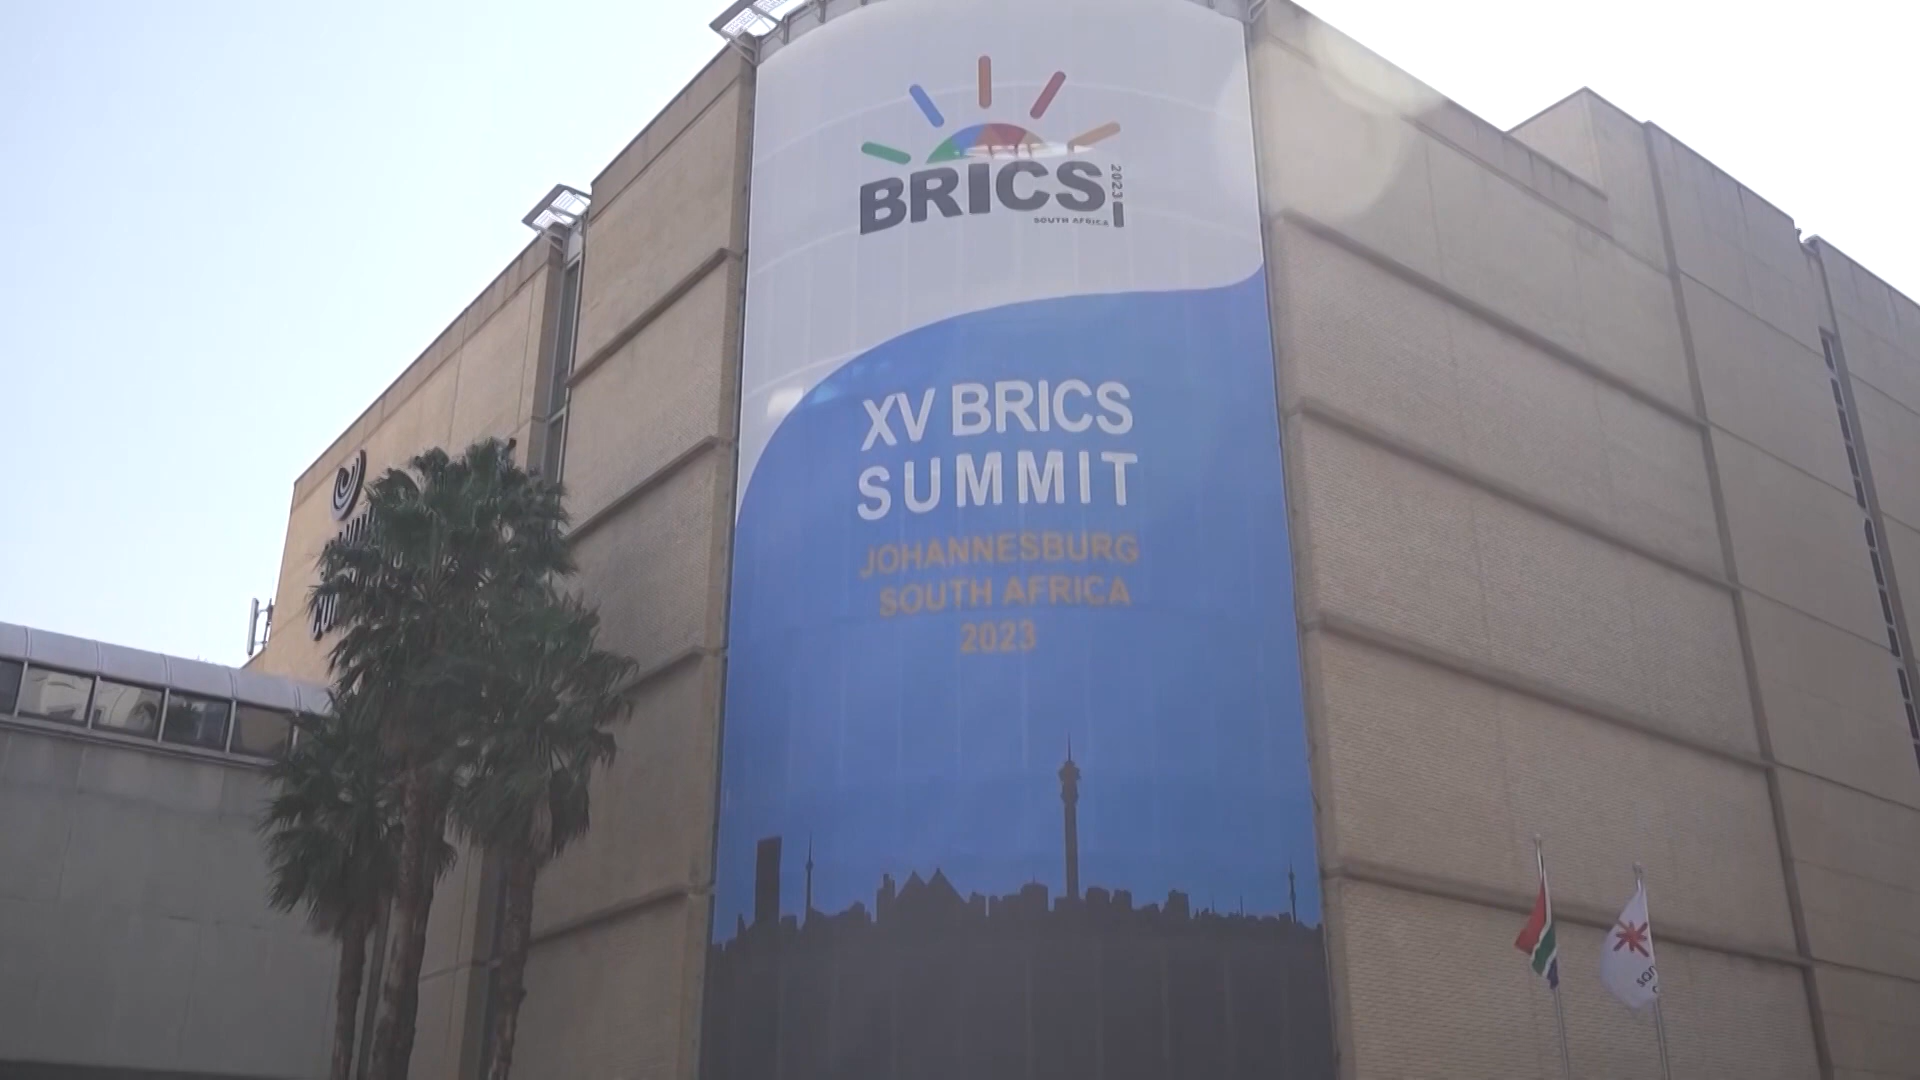 BRICS
2023
SOUTH AFRICA
XV BRICS
SUMMIT
JOHANNESBURG
SOUTH AFRICA
2023